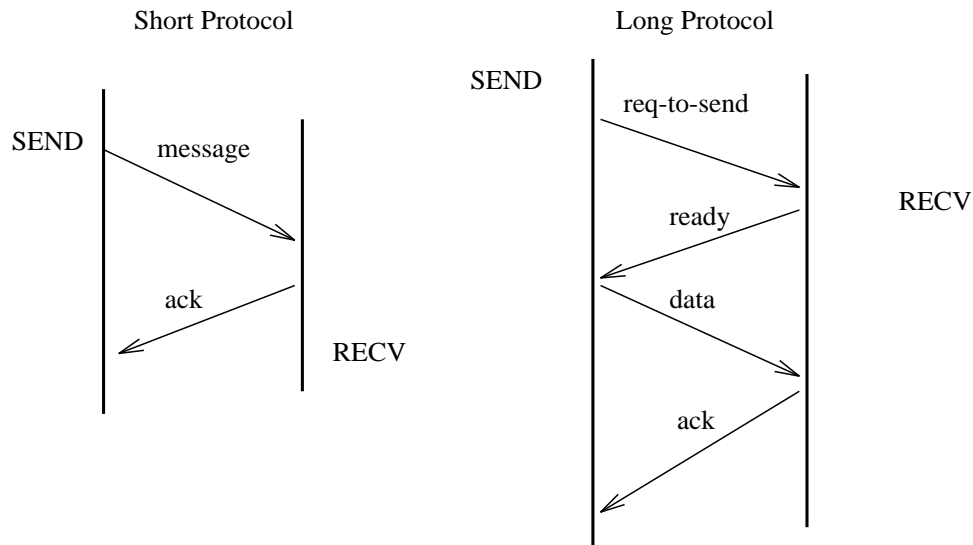 Short Protocol
SEND
message
ack
RECV
Long Protocol
SEND
req-to-send
RECV
ready
data
ack